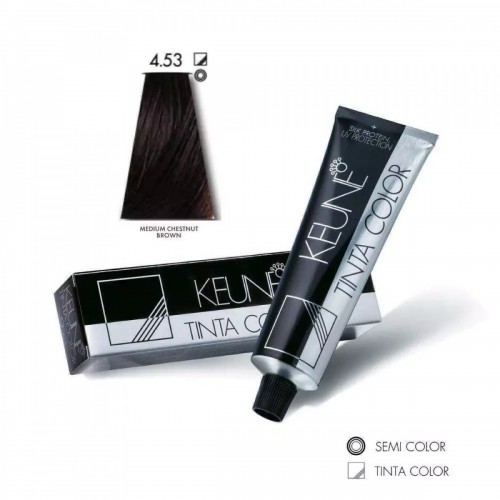 4.53
MEDIUM CHESTNUT
BROWN
SILK PROTEIN
+
UV PROTECTION
KEUNE
TINTA COLOR
KEUNE
TINTA COLOR
SEMI COLOR
TINTA COLOR